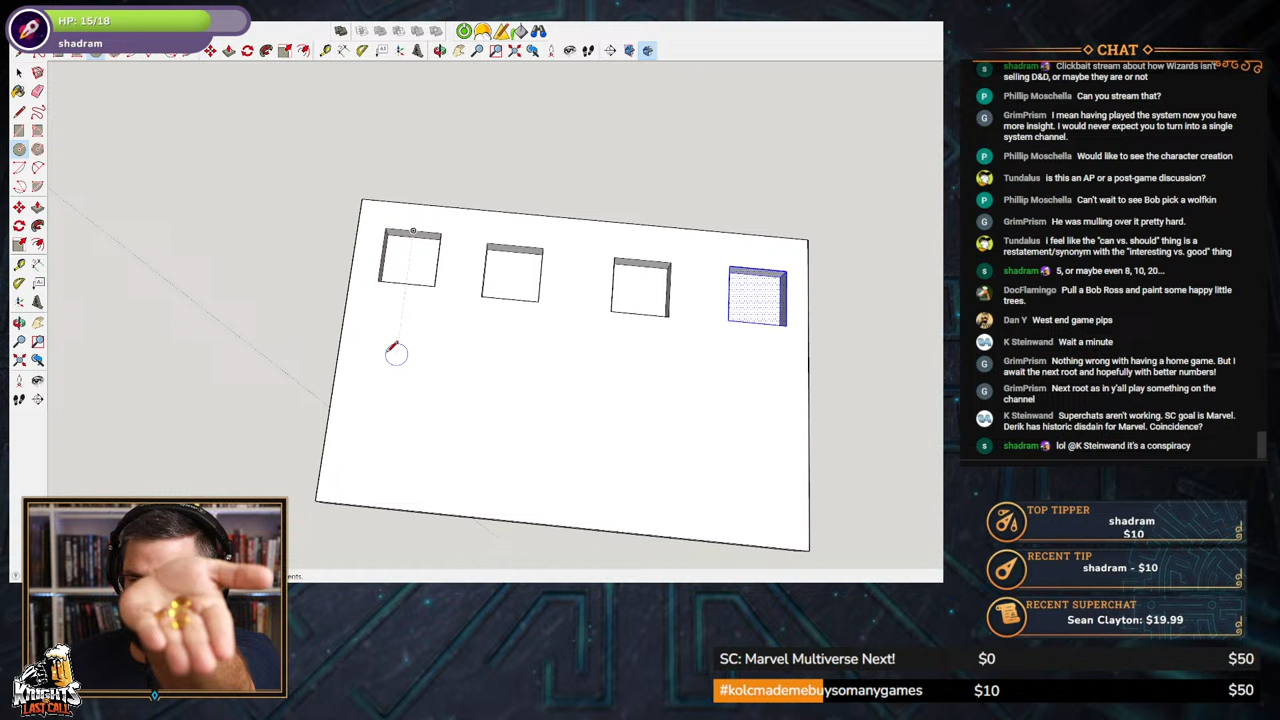 HP: 15/18
shadram
ents.
CHAT
shadram Clickbait stream about how Wizards isn't
selling D&D, or maybe they are or not
Phillip Moschella Can you stream that?
GrimPrism I mean having played the system now you have
more insight. I would never expect you to turn into a single
system channel.
Phillip Moschella Would like to see the character creation
Tundalus is this an AP or a post-game discussion?
Phillip Moschella Can't wait to see Bob pick a wolfkin
GrimPrism He was mulling over it pretty hard.
Tundalus i feel like the "can vs. should" thing is a
restatement/synonym with the "interesting vs. good" thing
shadram 5, or maybe even 8, 10, 20...
DocFlamingo Pull a Bob Ross and paint some happy little
trees.
Dan Y West end game pips
K Steinwand Wait a minute
GrimPrism Nothing wrong with having a home game. But I
await the next root and hopefully with better numbers!
GrimPrism Next root as in y'all play something on the
channel
K Steinwand Superchats aren't working. SC goal is Marvel.
Derik has historic disdain for Marvel. Coincidence?
shadram lol @K Steinwand it's a conspiracy
TOP TIPPER
shadram
$10
RECENT TIP
shadram - $10
RECENT SUPERCHAT
Sean Clayton: $19.99
SC: Marvel Multiverse Next! $0 $50
#kolcmademebuysomanygames $10 $50
KNIGHTS
OF
LAST CALL